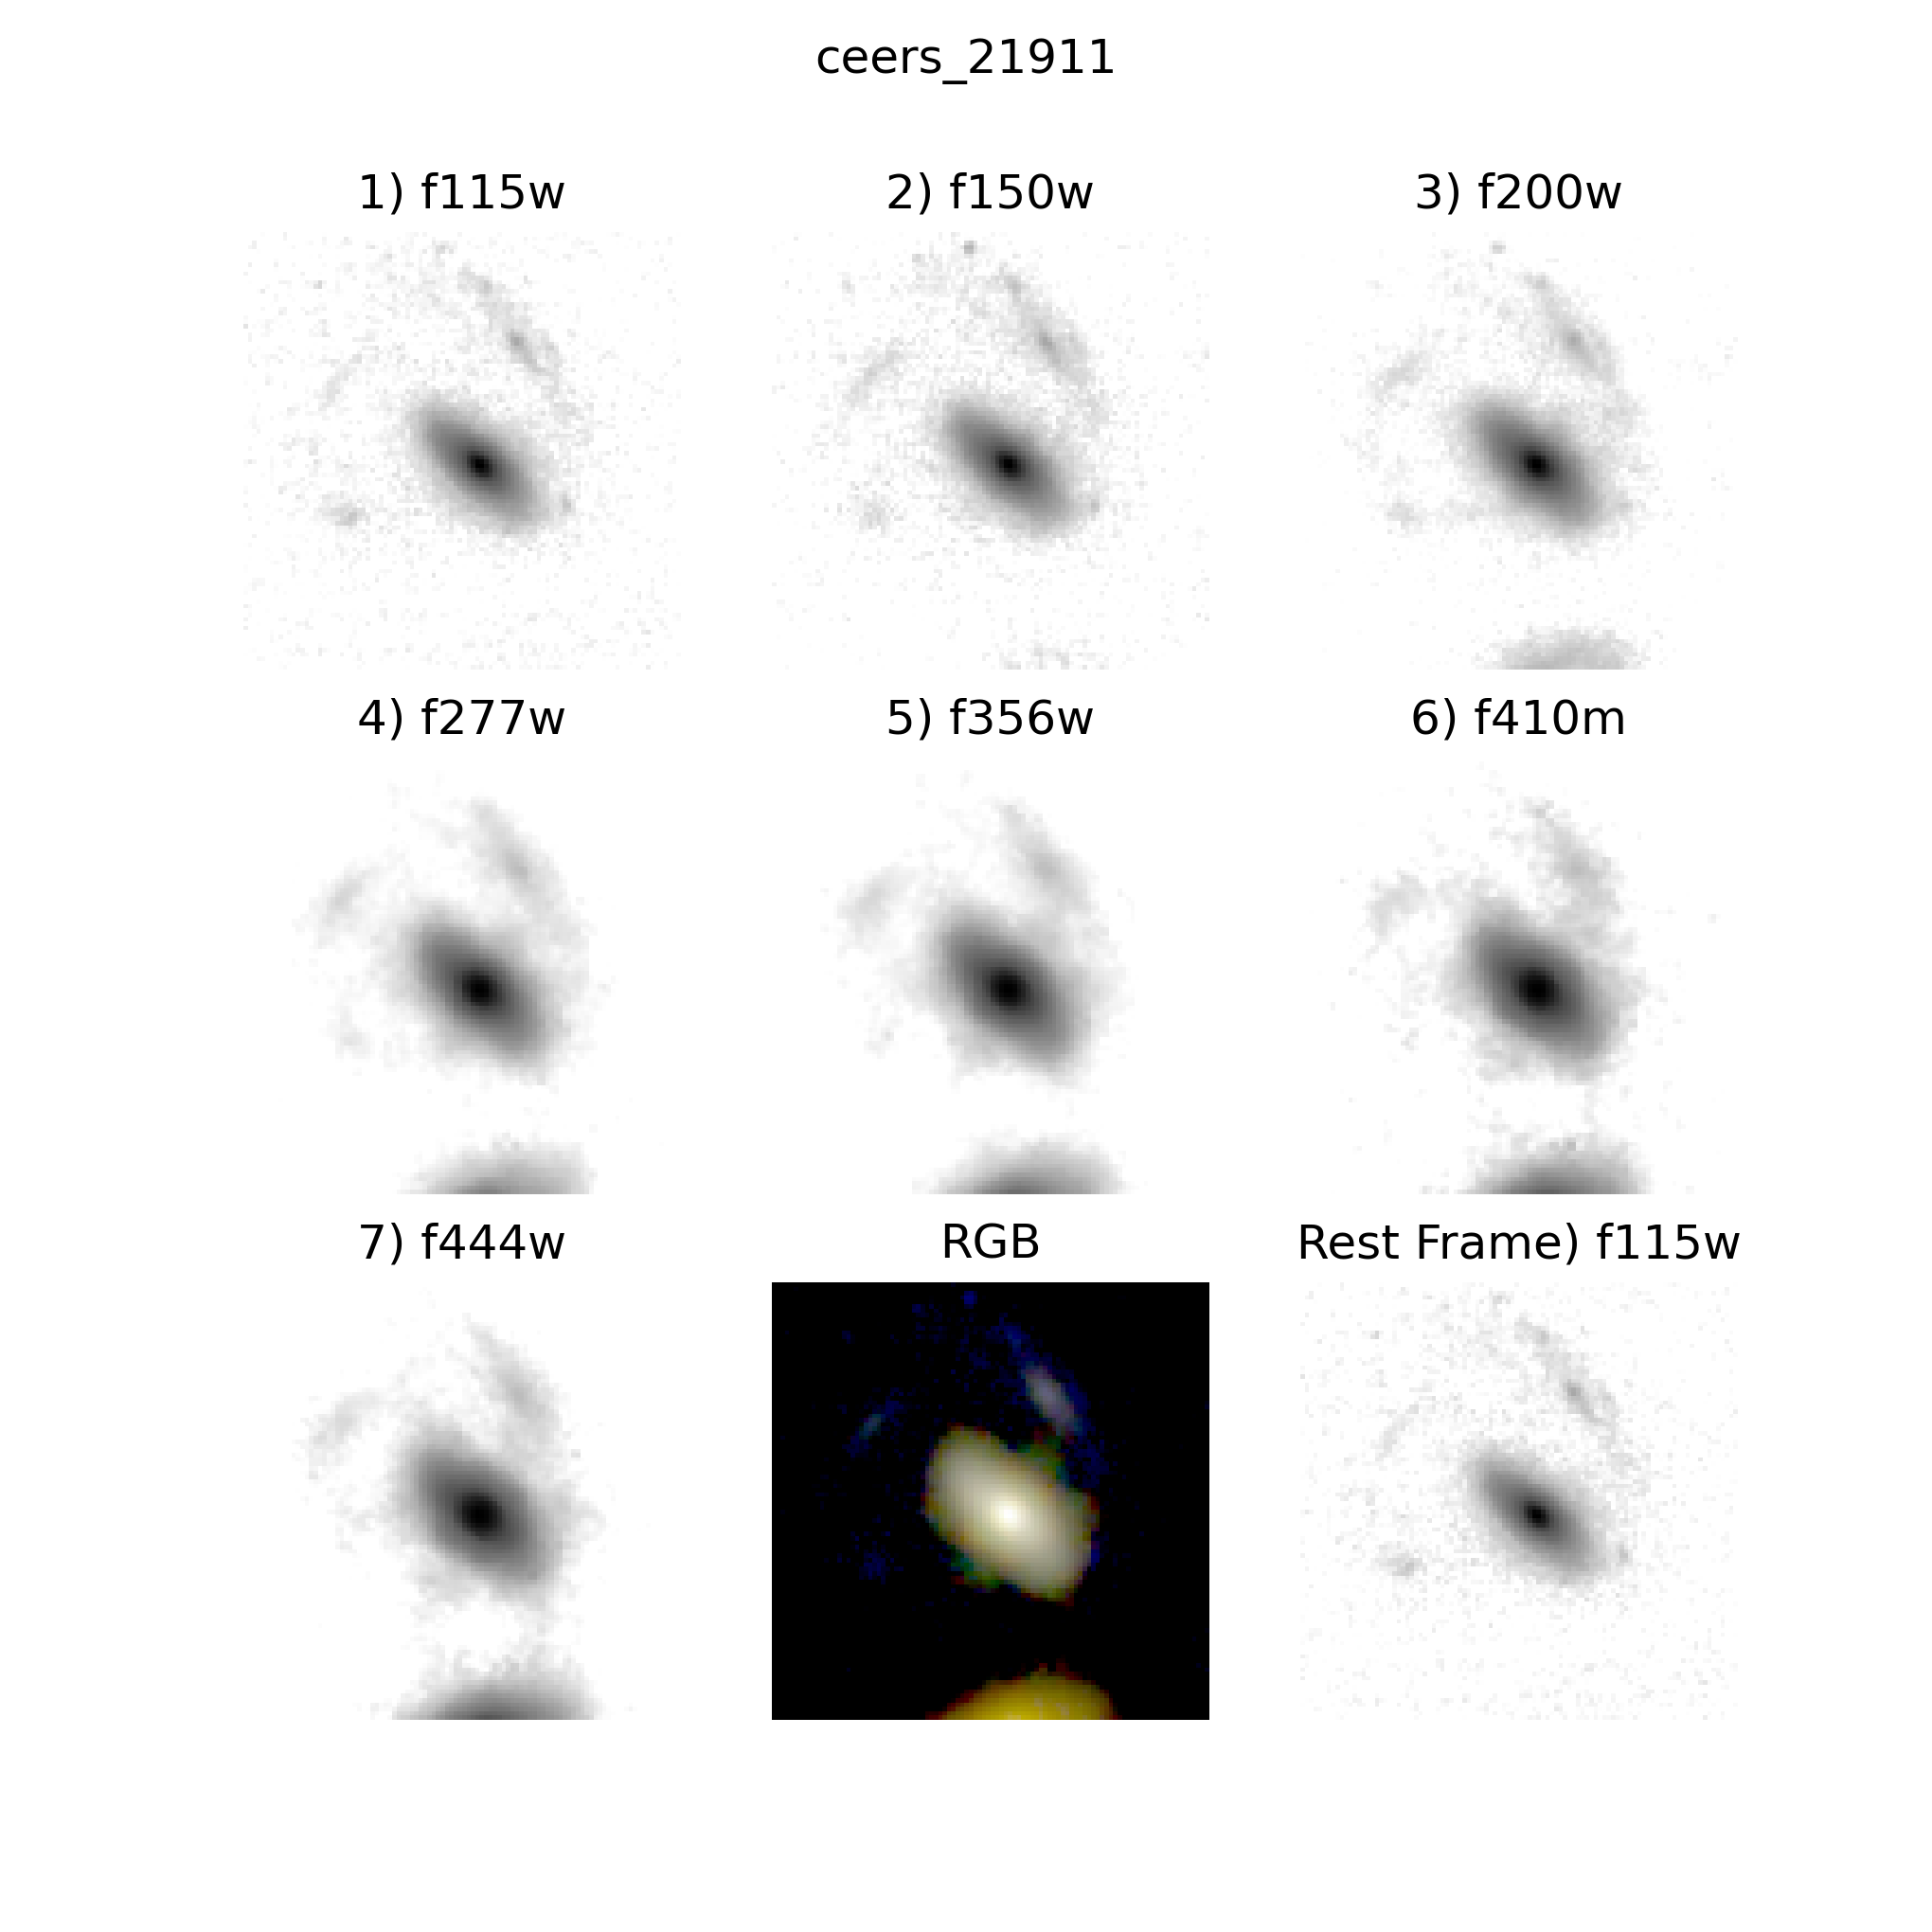 ceers_21911
1) f115w
2) f150w
3) f200w
4) f277w
5) f356w
6) f410m
7) f444w
RGB
Rest Frame) f115w